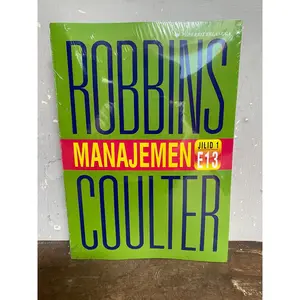 ROBBINS
MANAJEMEN
JILID 1
E13
COULTER